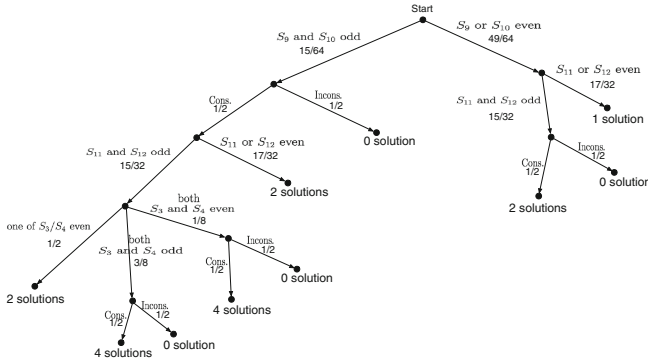 Start
S₉ and S₁₀ odd
15/64
S₉ or S₁₀ even
49/64
S₁₁ or S₁₂ even
17/32
Cons.
1/2
Incons.
1/2
S₁₁ and S₁₂ odd
15/32
1 solution
0 solution
S₁₁ and S₁₂ odd
15/32
S₁₁ or S₁₂ even
17/32
Cons.
1/2
Incons.
1/2
0 solution
2 solutions
2 solutions
one of S₃/S₄ even
1/2
both
S₃ and S₄ odd
3/8
both
S₃ and S₄ even
1/8
Cons.
1/2
Incons.
1/2
0 solution
2 solutions
4 solutions
Cons.
1/2
Incons.
1/2
4 solutions
0 solution